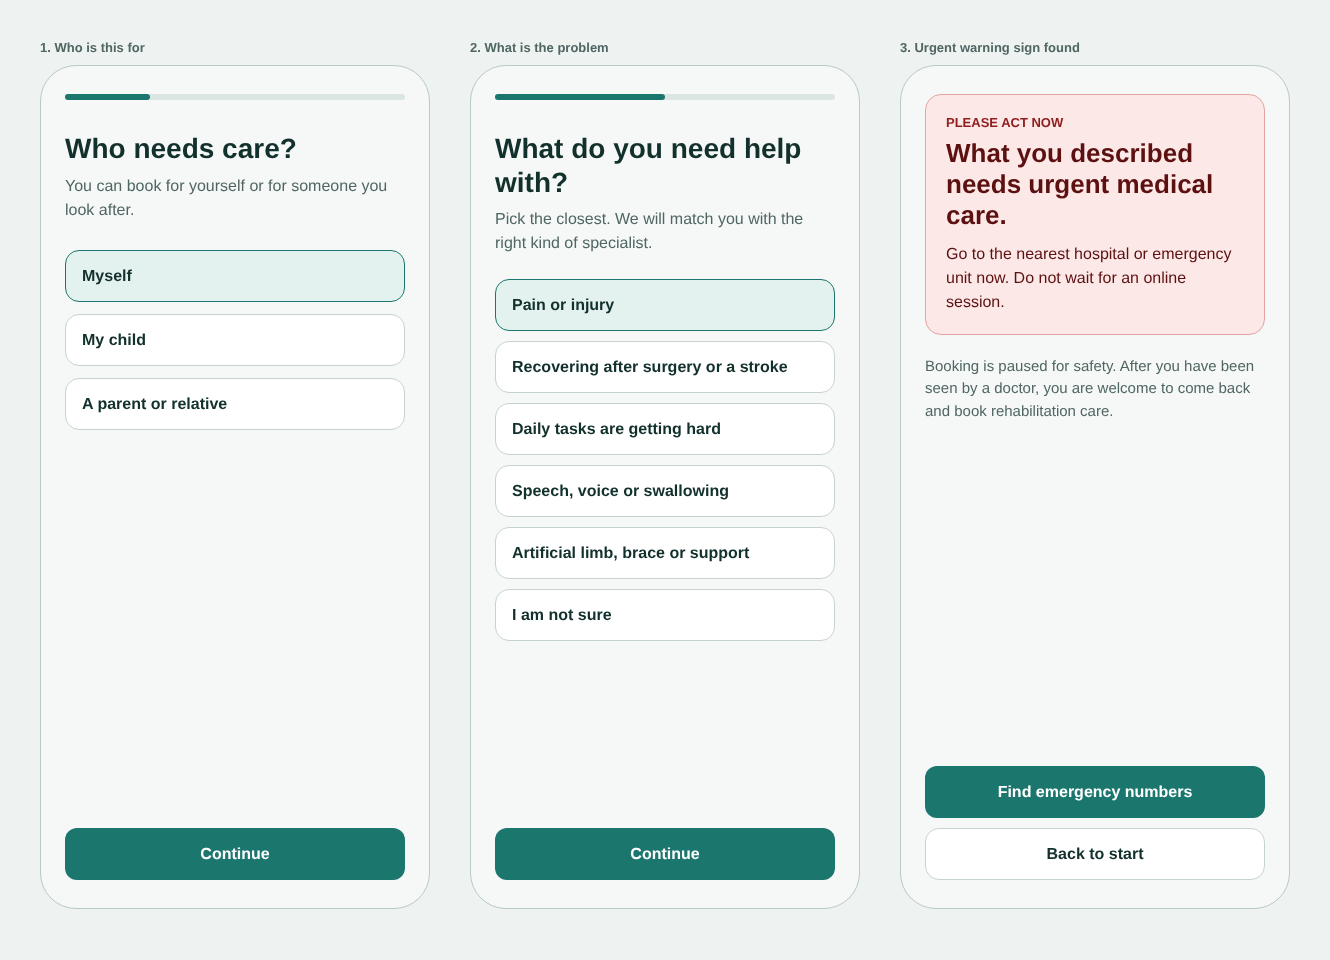 1. Who is this for
Who needs care?
You can book for yourself or for someone you
look after.
Myself
My child
A parent or relative
Continue
2. What is the problem
What do you need help
with?
Pick the closest. We will match you with the
right kind of specialist.
Pain or injury
Recovering after surgery or a stroke
Daily tasks are getting hard
Speech, voice or swallowing
Artificial limb, brace or support
I am not sure
Continue
3. Urgent warning sign found
PLEASE ACT NOW
What you described
needs urgent medical
care.
Go to the nearest hospital or emergency
unit now. Do not wait for an online
session.
Booking is paused for safety. After you have been
seen by a doctor, you are welcome to come back
and book rehabilitation care.
Find emergency numbers
Back to start